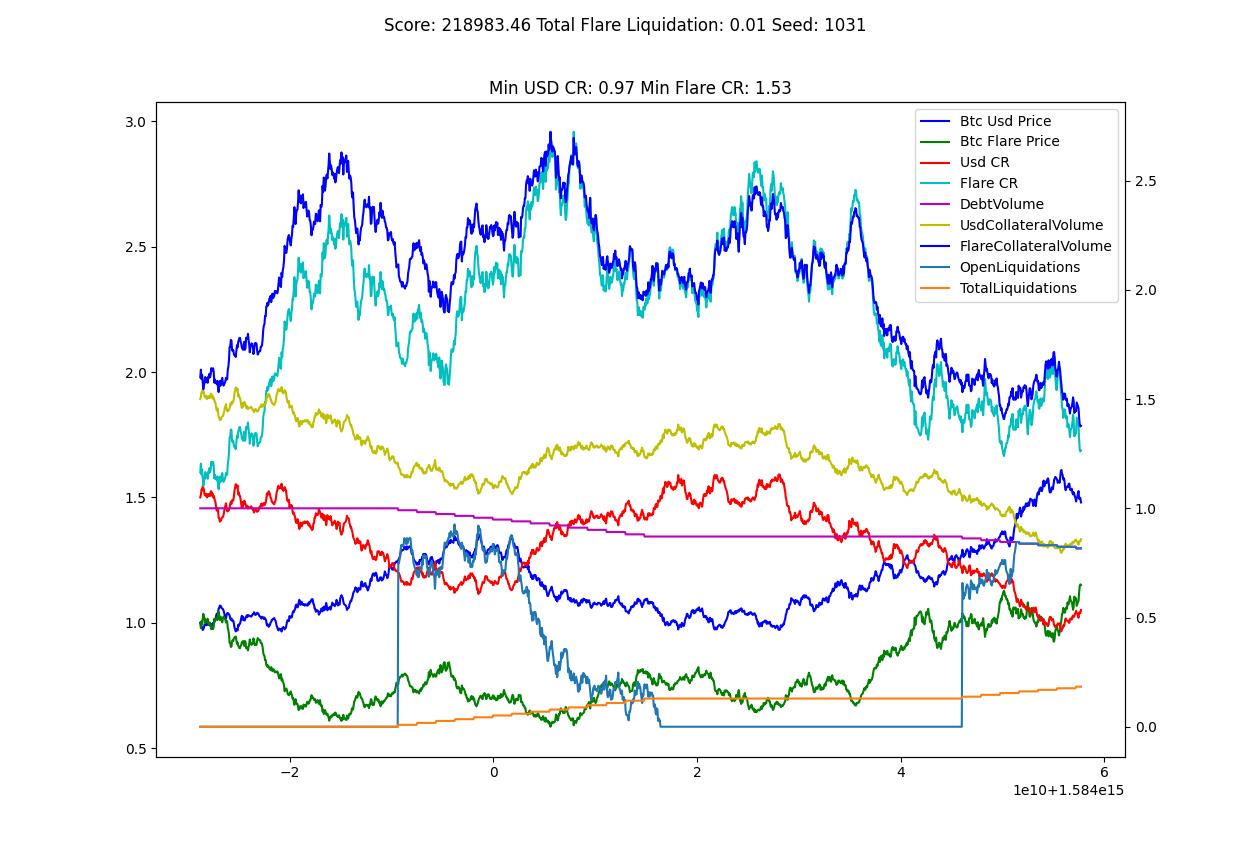 Score: 218983.46 Total Flare Liquidation: 0.01 Seed: 1031
Min USD CR: 0.97 Min Flare CR: 1.53
3.0
2.5
2.0
1.5
1.0
0.5
Btc Usd Price
Btc Flare Price
Usd CR
Flare CR
DebtVolume
UsdCollateralVolume
FlareCollateralVolume
OpenLiquidations
TotalLiquidations
2.5
2.0
1.5
1.0
0.5
0.0
−2 0 2 4 6
1e10+1.584e15